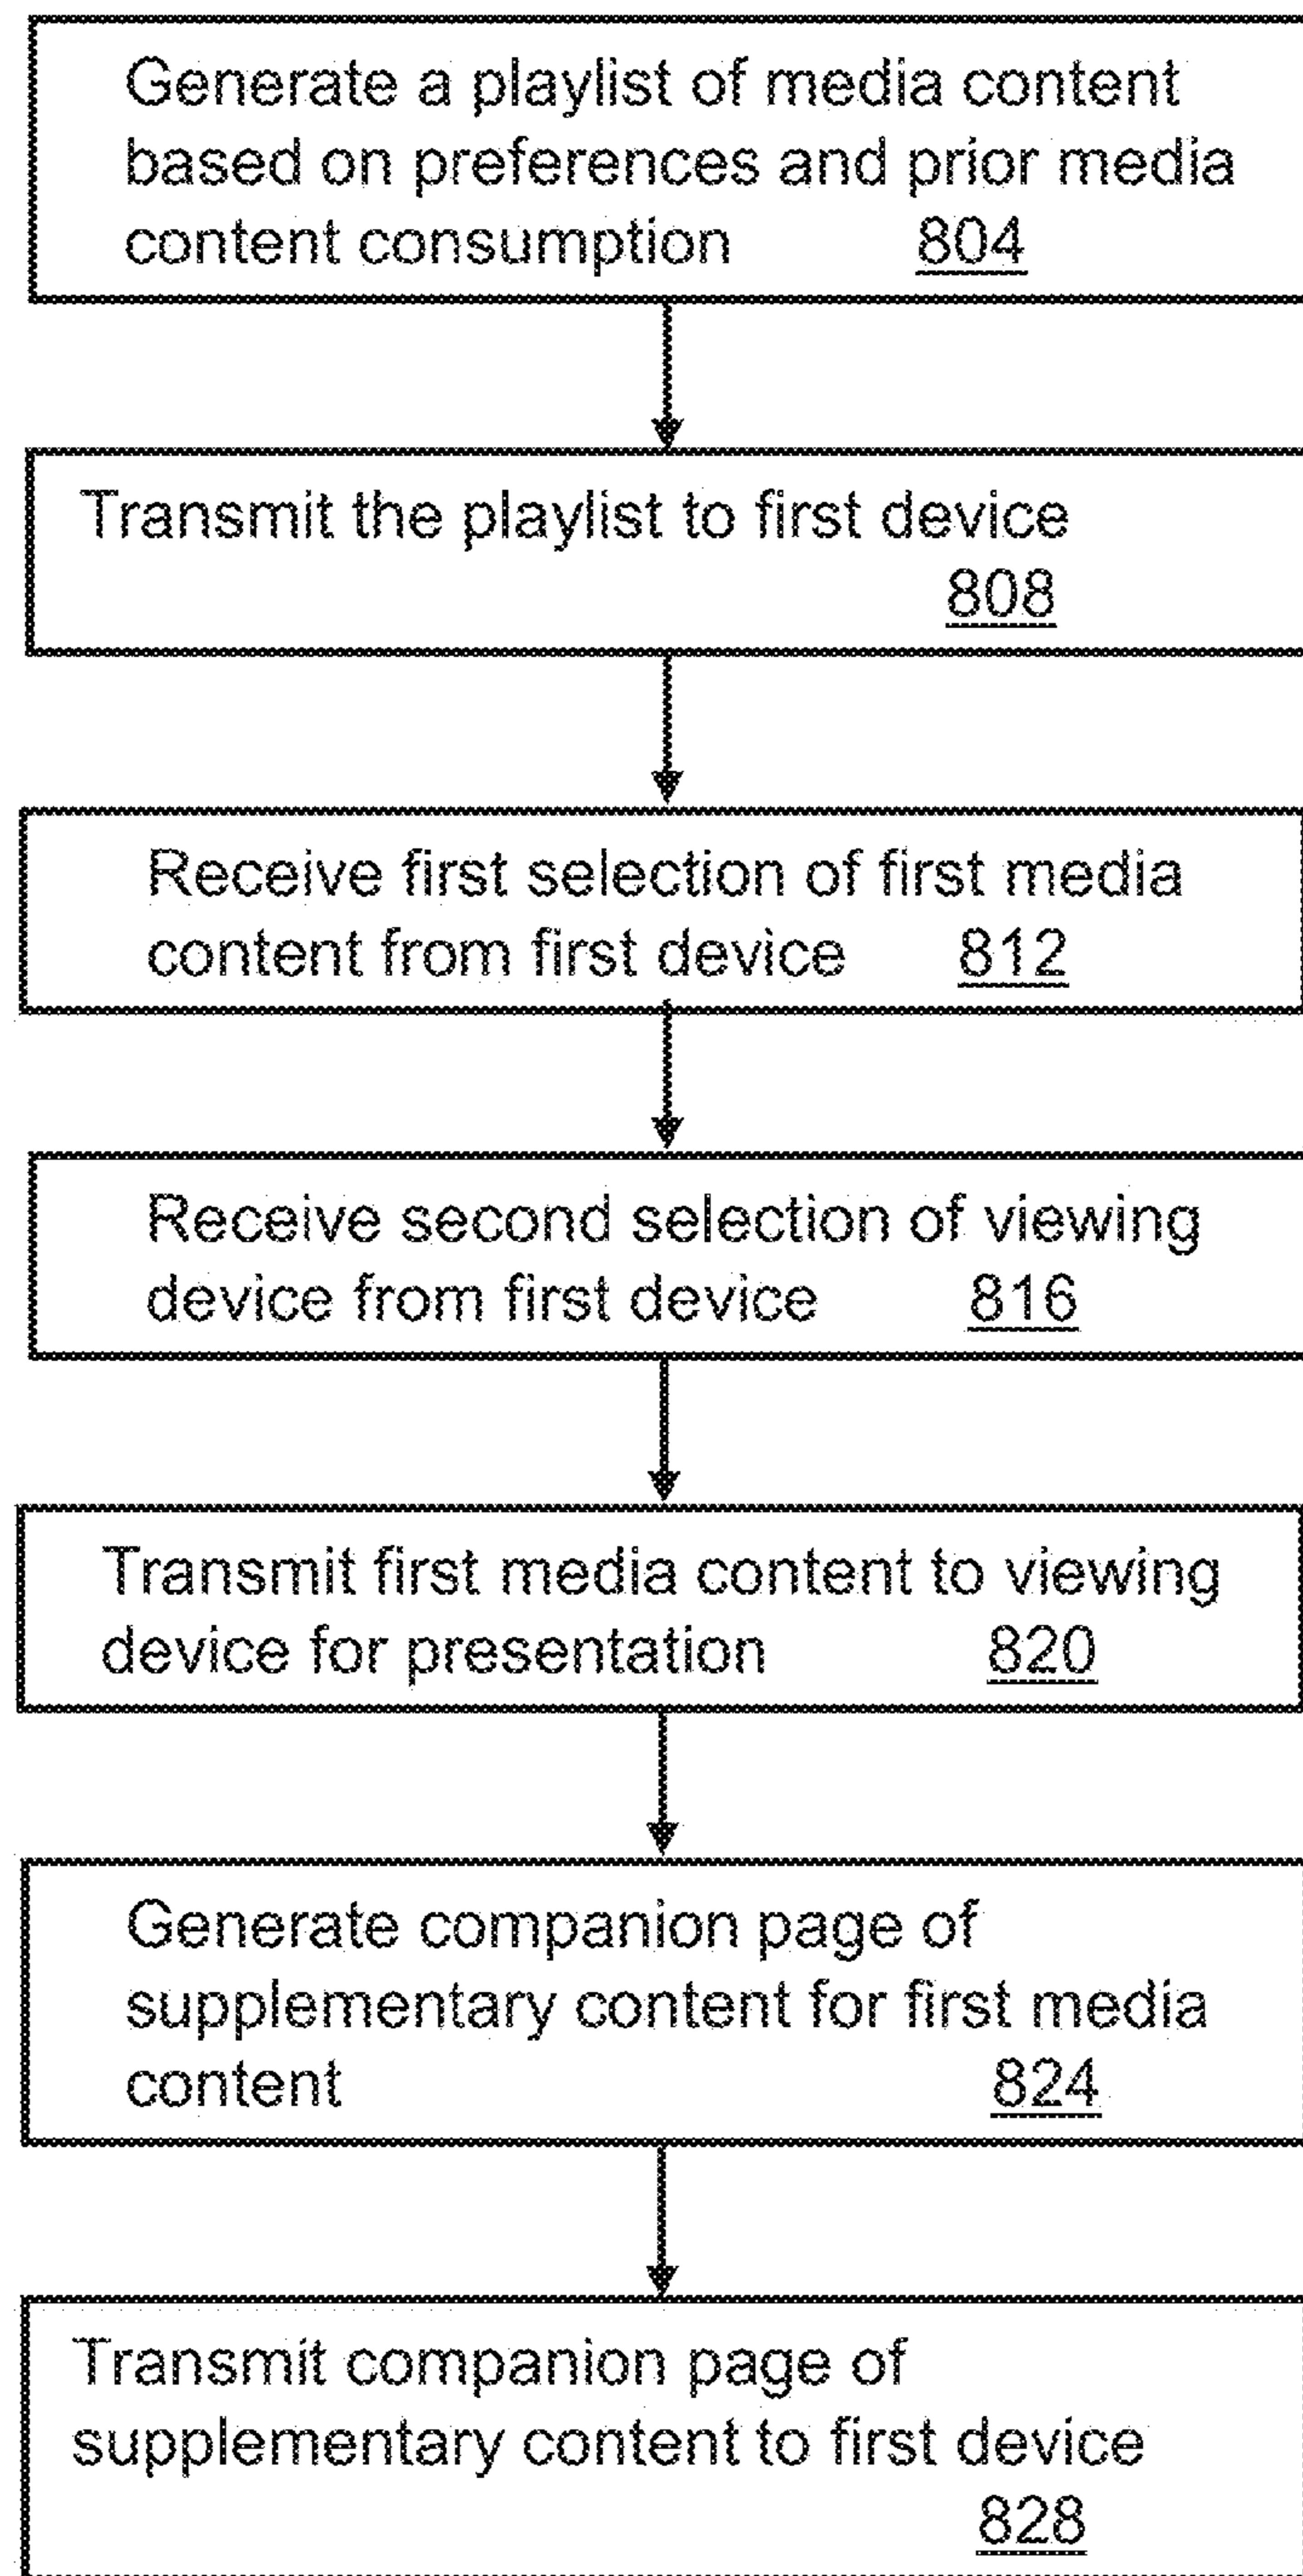 Generate a playlist of media content
based on preferences and prior media
content consumption 804
Transmit the playlist to first device
808
Receive first selection of first media
content from first device 812
Receive second selection of viewing
device from first device 816
Transmit first media content to viewing
device for presentation 820
Generate companion page of
supplementary content for first media
content 824
Transmit companion page of
supplementary content to first device
828